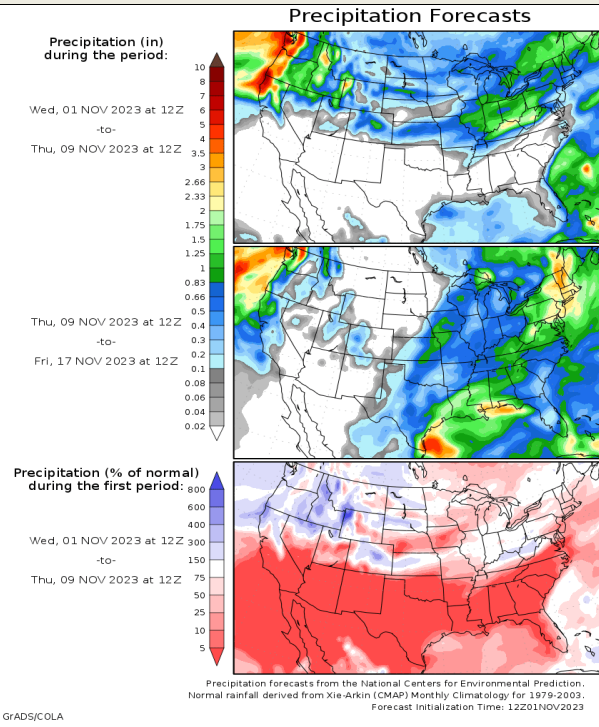 Precipitation Forecasts
Precipitation (in)
during the period:
Wed, 01 NOV 2023 at 12Z
-to-
Thu, 09 NOV 2023 at 12Z
10
8
7
6
5
4
3.5
3
2.66
2.33
2
1.75
1.5
1.25
1
0.83
0.66
0.5
0.4
0.3
0.2
0.1
0.08
0.06
0.04
0.02
Thu, 09 NOV 2023 at 12Z
-to-
Fri, 17 NOV 2023 at 12Z
Precipitation (% of normal)
during the first period:
Wed, 01 NOV 2023 at 12Z
-to-
Thu, 09 NOV 2023 at 12Z
800
600
400
300
150
75
50
25
10
5
Precipitation forecasts from the National Centers for Environmental Prediction.
Normal rainfall derived from Xie-Arkin (CMAP) Monthly Climatology for 1979-2003.
Forecast Initialization Time: 12Z01NOV2023
GrADS/COLA